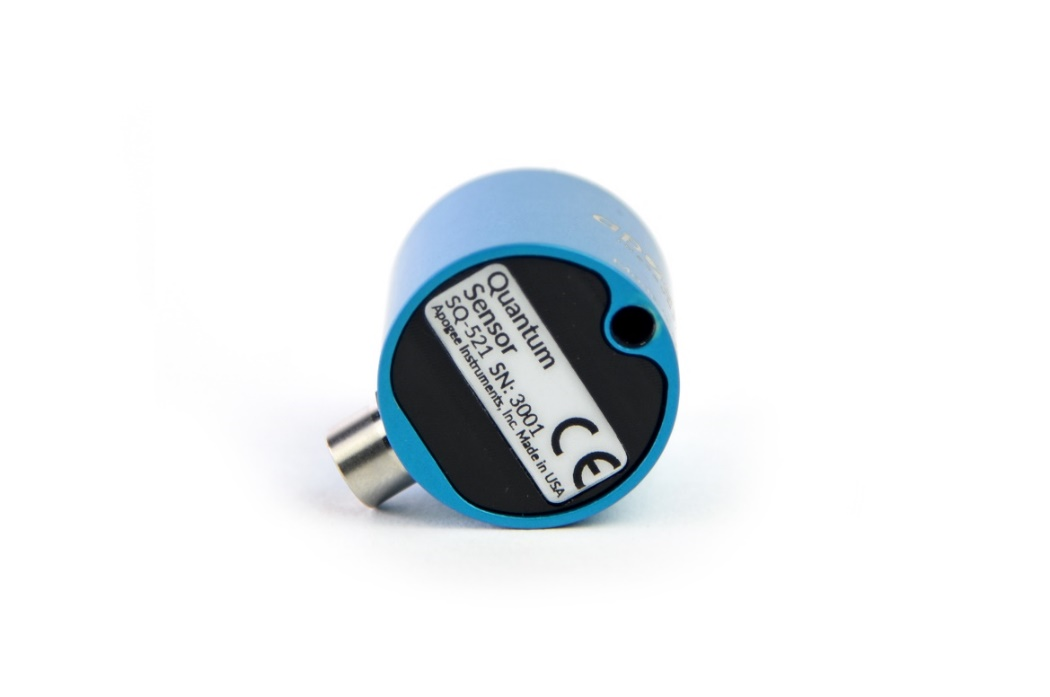 Quantum
Sensor
SQ-521 SN: 3001
Apogee Instruments, Inc. Made in USA
CE